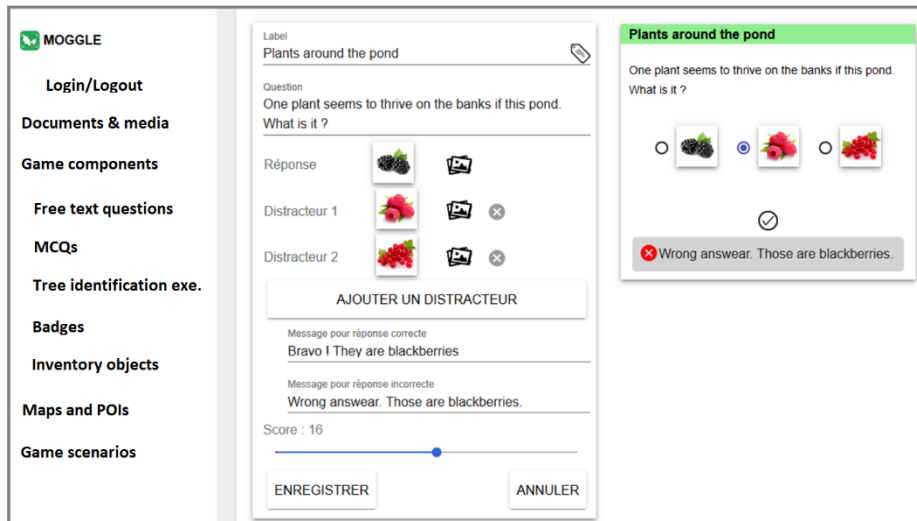 MOGGLE
Login/Logout
Documents & media
Game components
Free text questions
MCQs
Tree identification exe.
Badges
Inventory objects
Maps and POIs
Game scenarios
Label
Plants around the pond
Question
One plant seems to thrive on the banks if this pond.
What is it ?
Réponse
Distracteur 1
Distracteur 2
AJOUTER UN DISTRACTEUR
Message pour réponse correcte
Bravo ! They are blackberries
Message pour réponse incorrecte
Wrong answear. Those are blackberries.
Score : 16
ENREGISTRER
ANNULER
Plants around the pond
One plant seems to thrive on the banks if this pond.
What is it ?
Wrong answear. Those are blackberries.